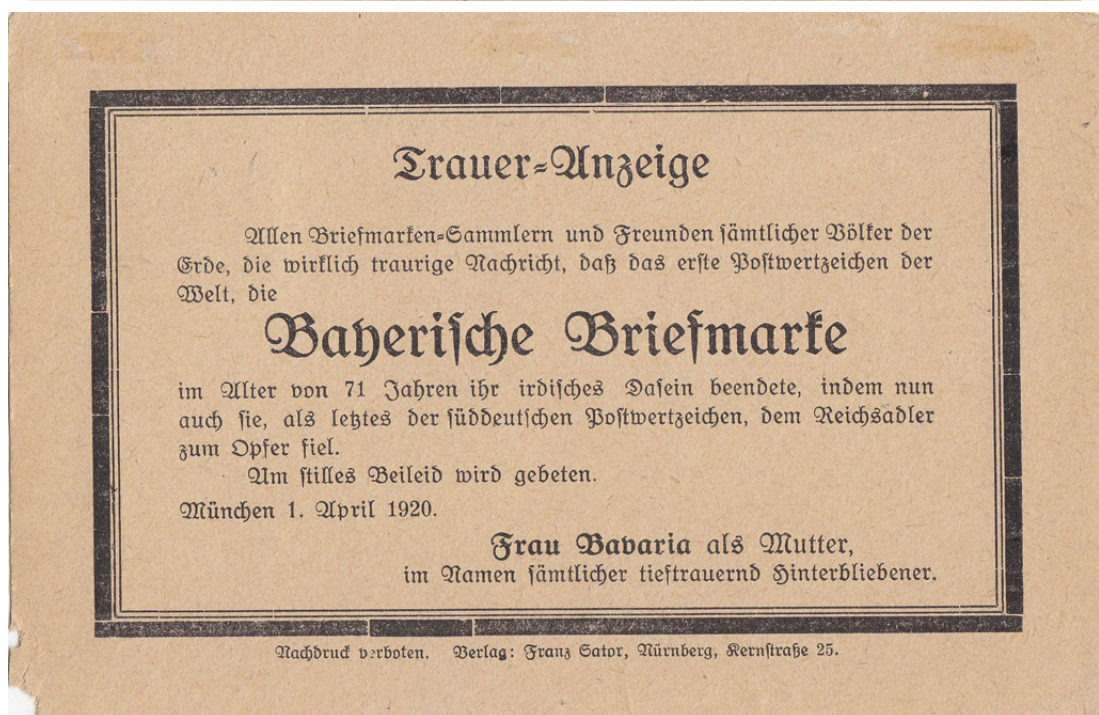 Trauer-Anzeige
Allen Briefmarken-Sammlern und Freunden sämtlicher Völker der
Erde, die wirklich traurige Nachricht, daß das erste Postwertzeichen der
Welt, die
Bayerische Briefmarke
im Alter von 71 Jahren ihr irdisches Dasein beendete, indem nun
auch sie, als letztes der süddeutschen Postwertzeichen, dem Reichsadler
zum Opfer fiel.
Um stilles Beileid wird gebeten.
München 1. April 1920.
Frau Bavaria als Mutter,
im Namen sämtlicher tieftrauernd Hinterbliebener.
Nachdruck verboten. Verlag: Franz Sator, Nürnberg, Kernstraße 25.